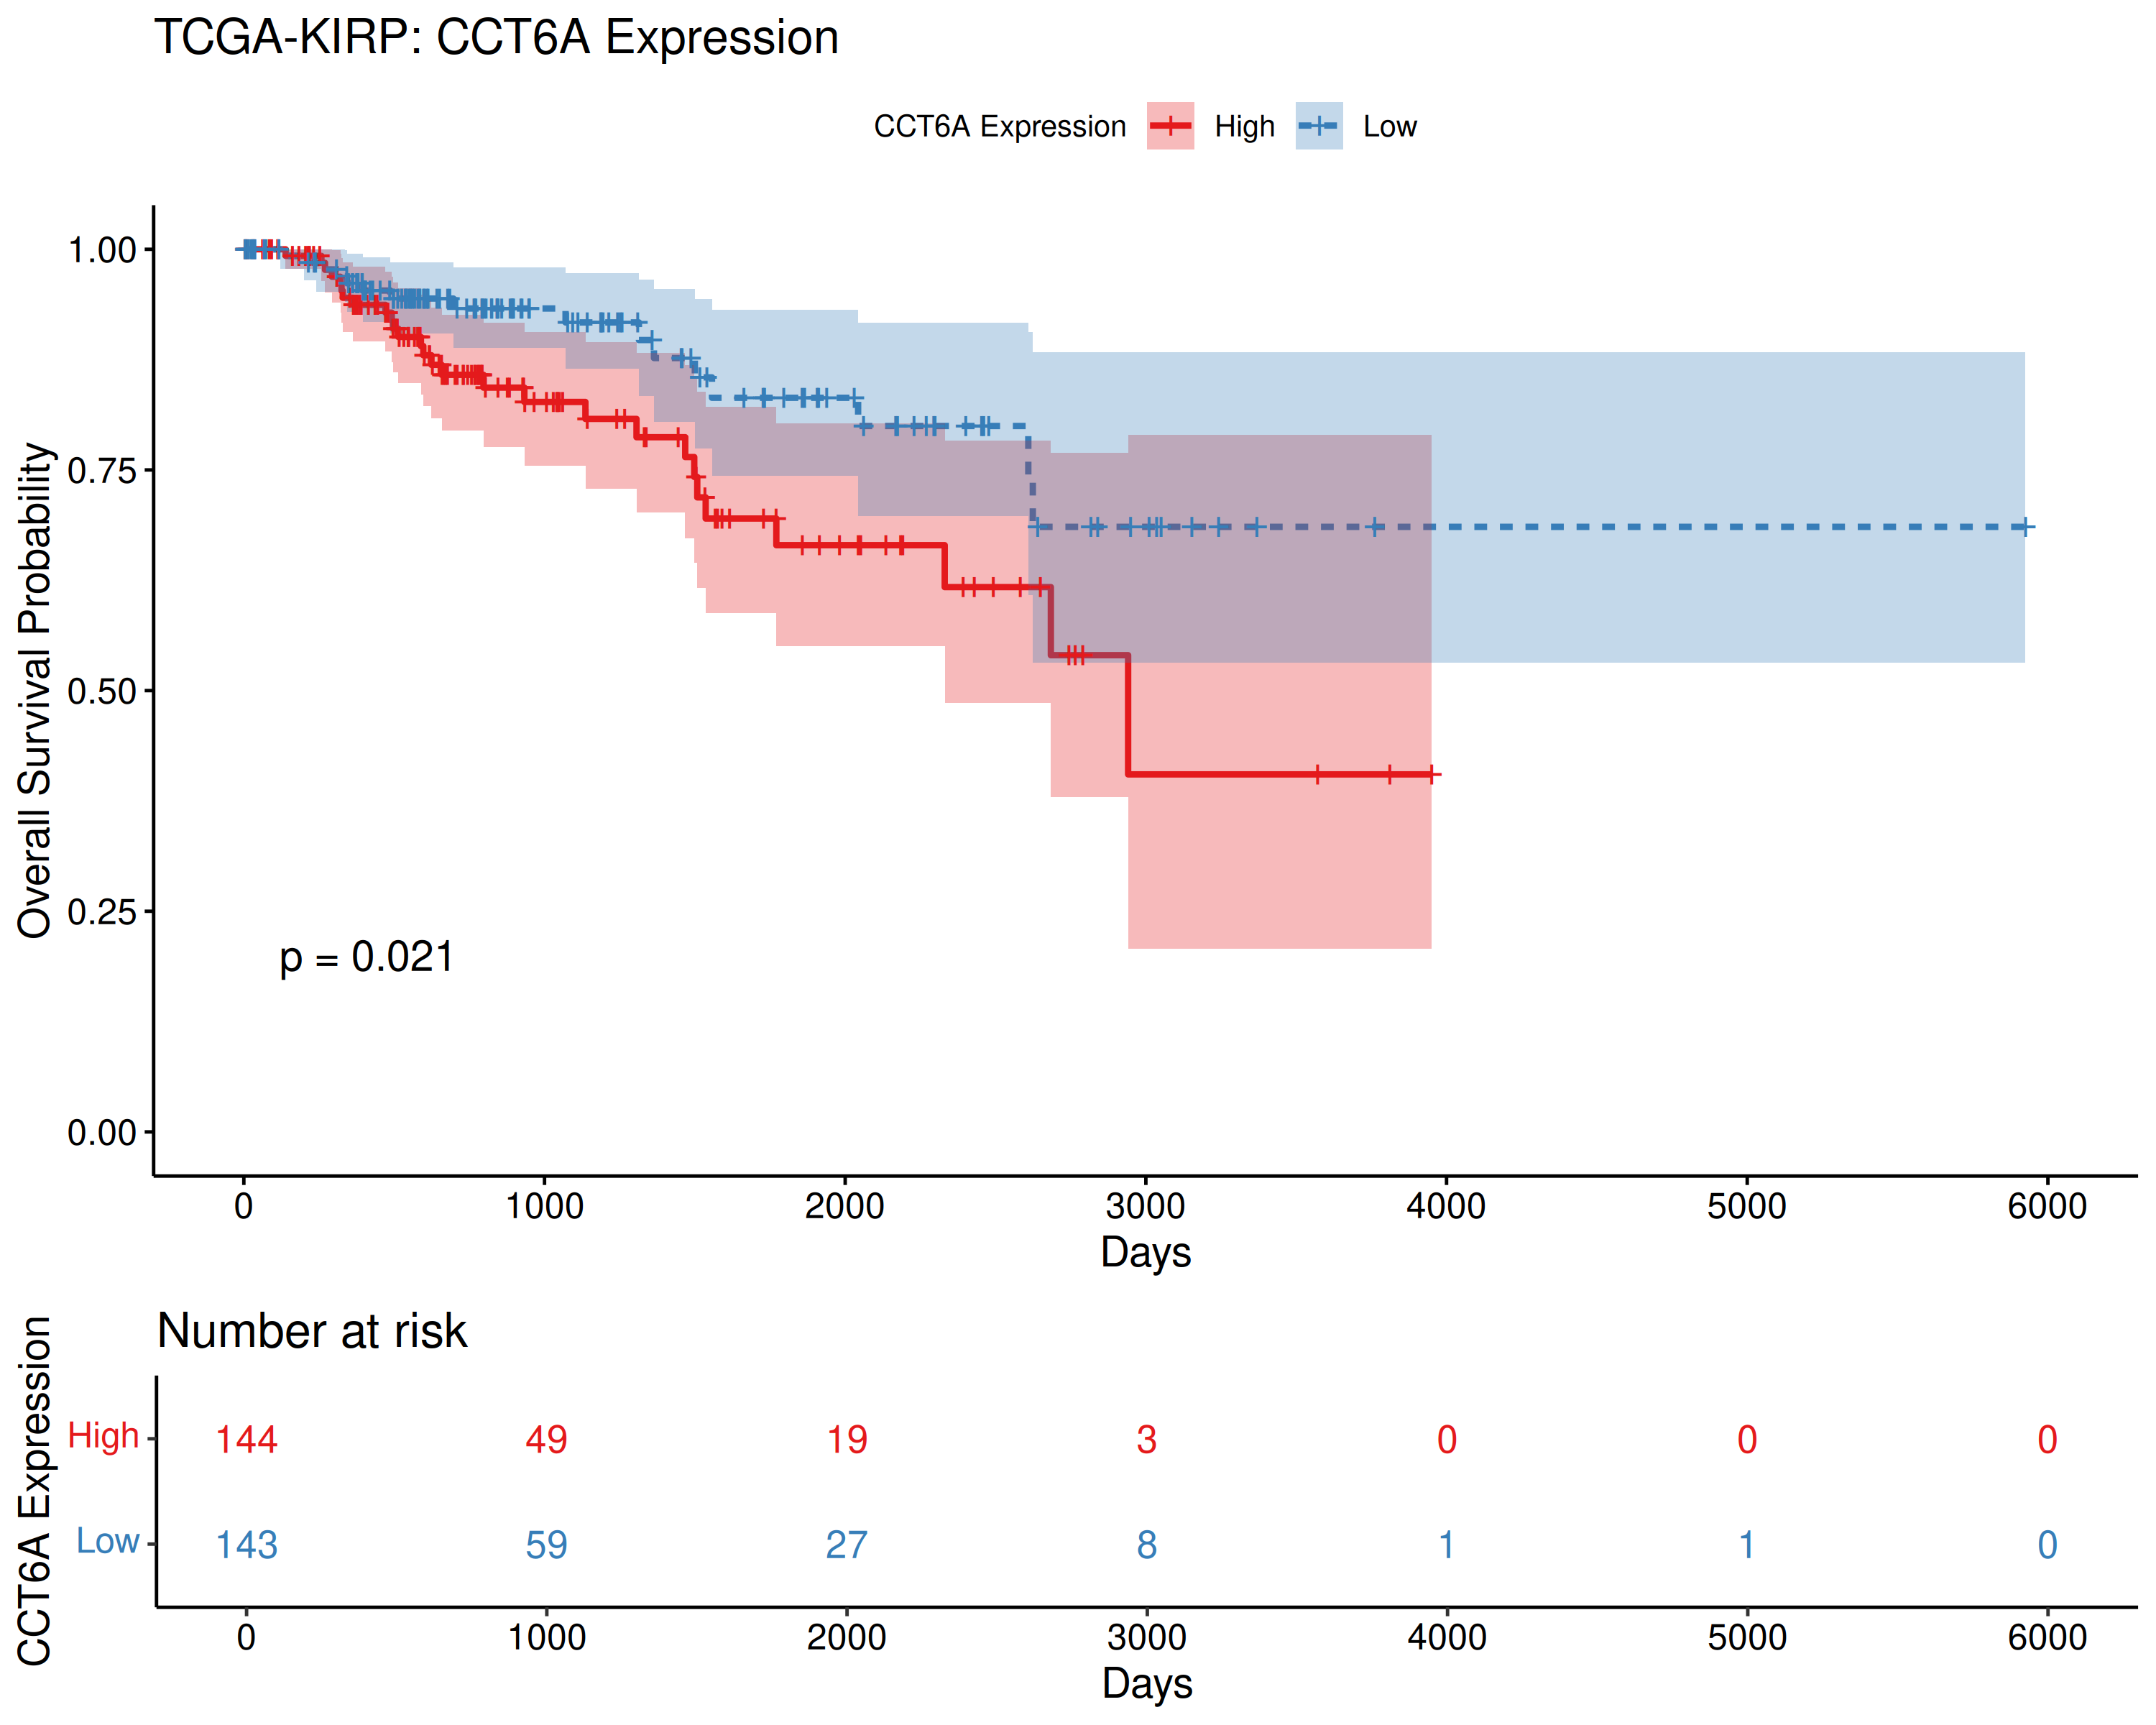 TCGA-KIRP: CCT6A Expression
CCT6A Expression High Low
Overall Survival Probability
1.00
0.75
0.50
0.25
0.00
p = 0.021
0 1000 2000 3000 4000 5000 6000
Days
Number at risk
CCT6A Expression
High 144 49 19 3 0 0 0
Low 143 59 27 8 1 1 0
0 1000 2000 3000 4000 5000 6000
Days